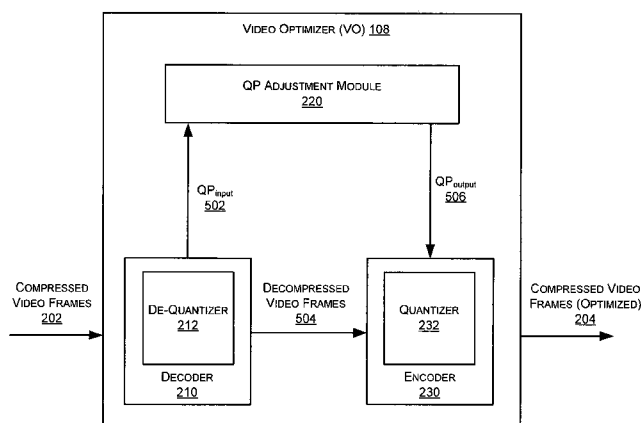 VIDEO OPTIMIZER (VO) 108
QP ADJUSTMENT MODULE
220
QPinput
502
QPoutput
506
COMPRESSED
VIDEO FRAMES
202
DE-QUANTIZER
212
DECODER
210
DECOMPRESSED
VIDEO FRAMES
504
QUANTIZER
232
ENCODER
230
COMPRESSED VIDEO
FRAMES (OPTIMIZED)
204